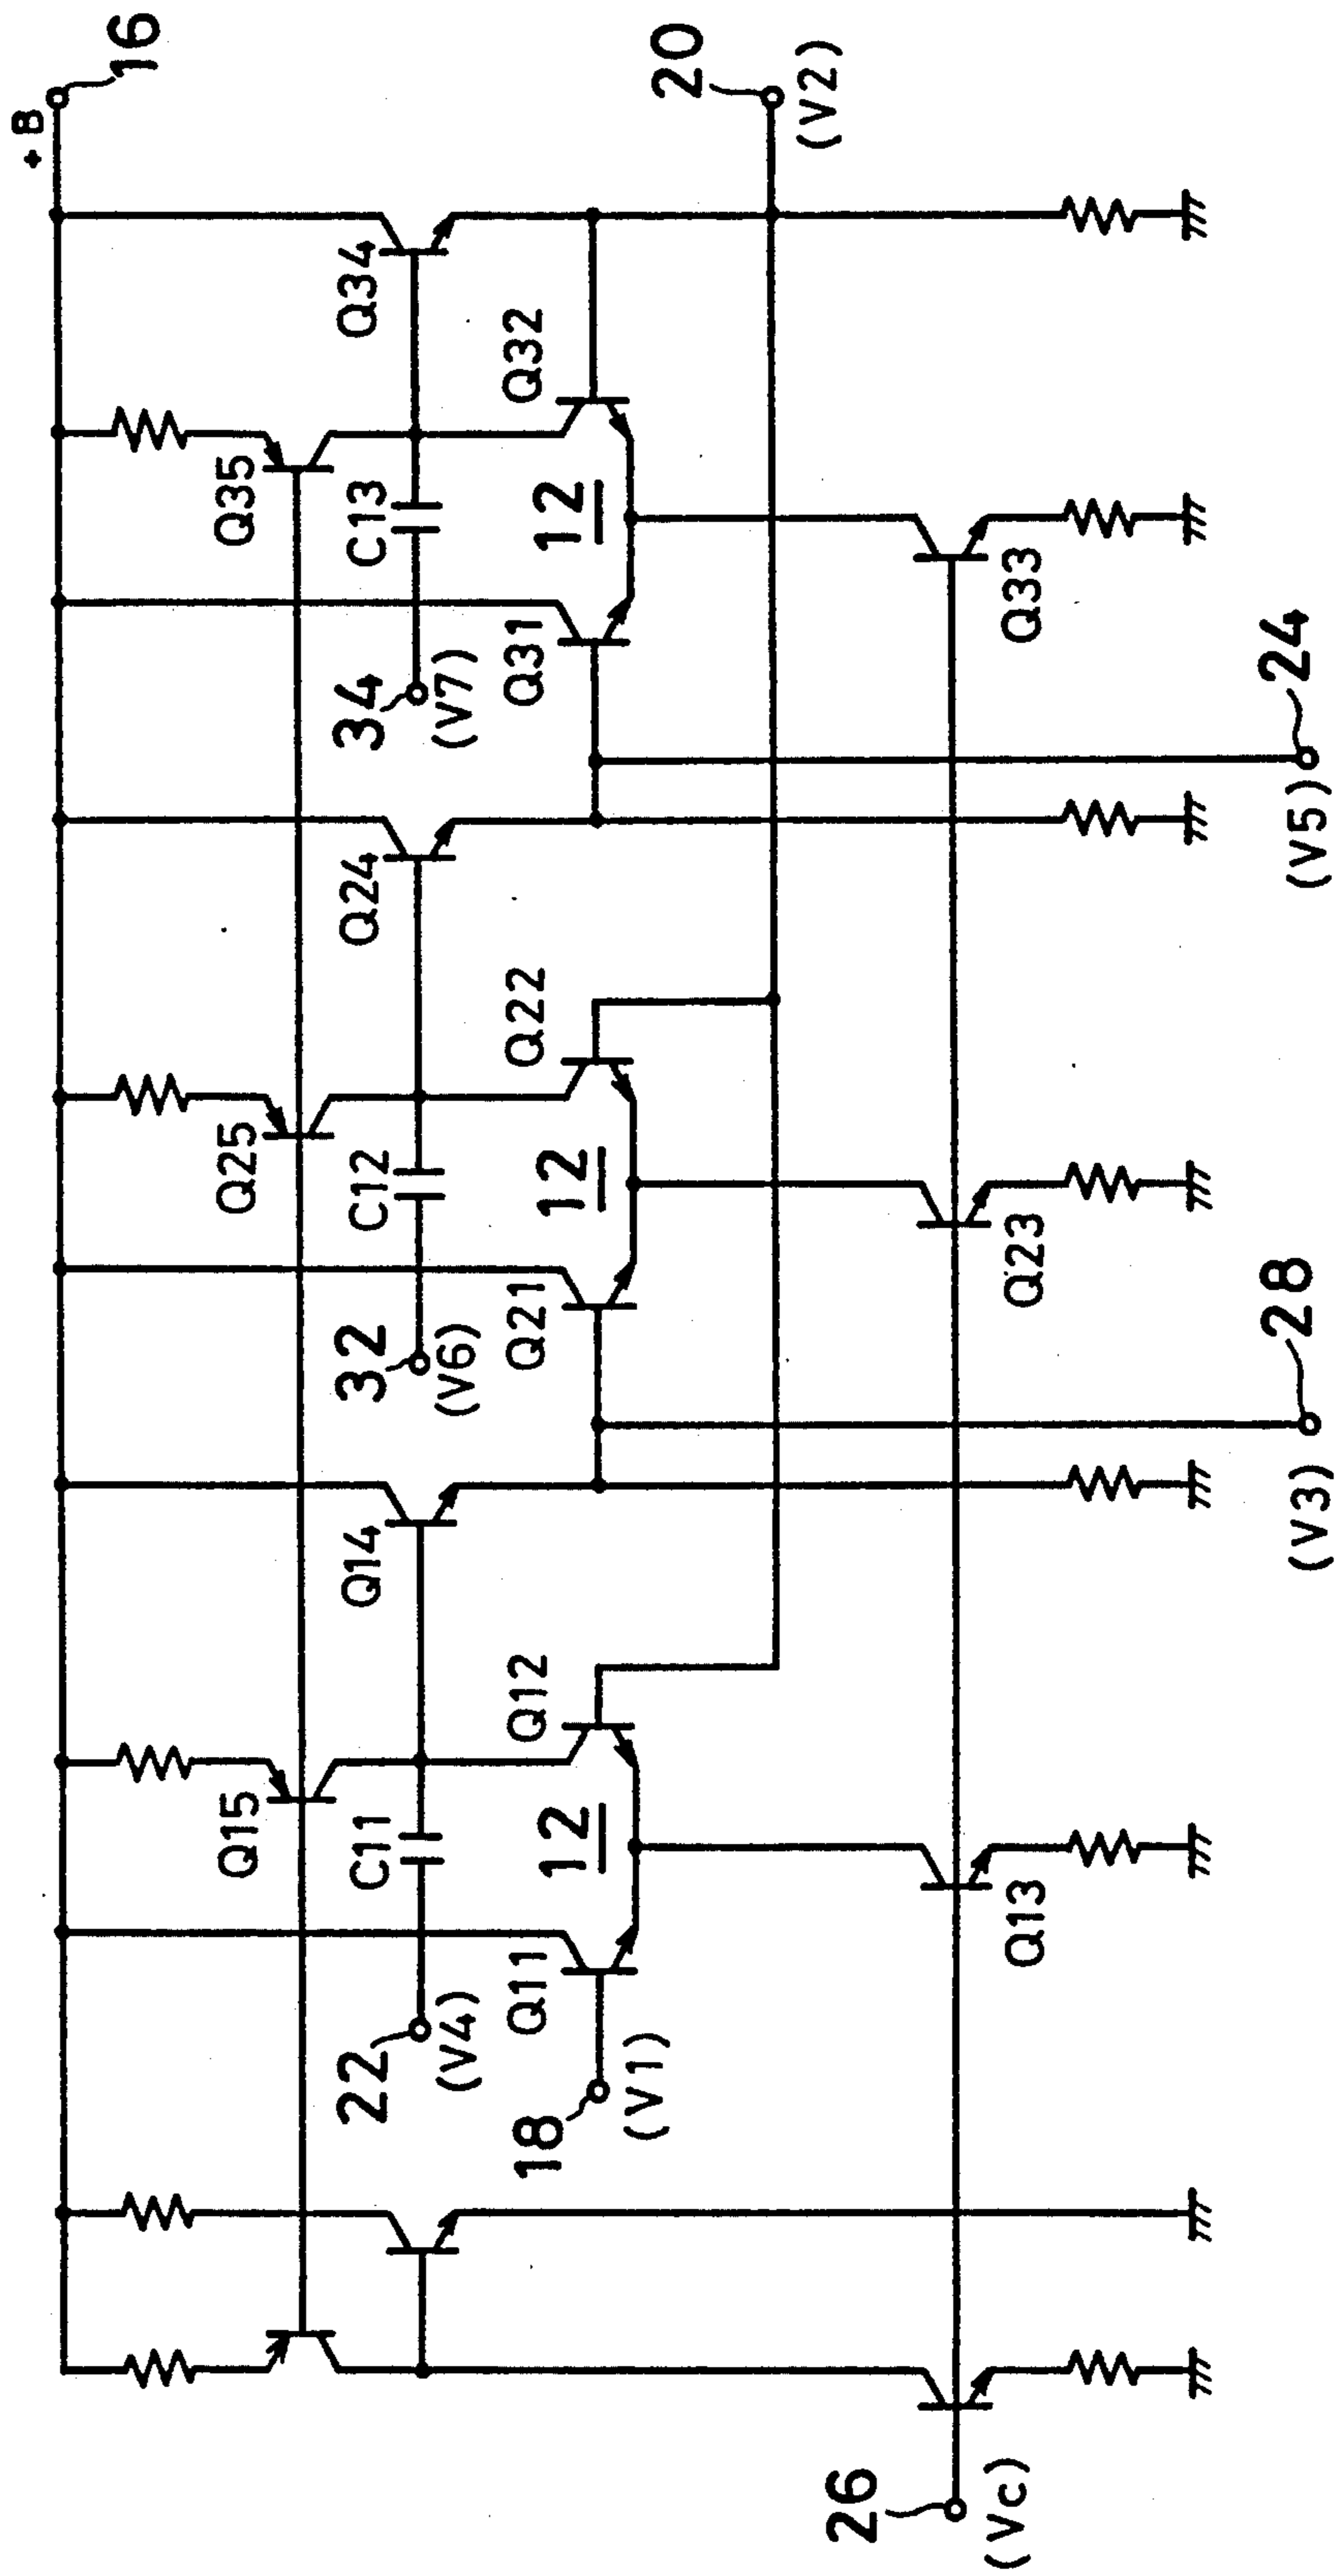 +B
16
Q15
Q25
Q35
22
(V4)
C11
Q14
32
(V6)
C12
Q24
34
(V7)
C13
Q34
18
(V1)
Q11
12
Q12
Q21
12
Q22
Q31
12
Q32
20
(V2)
26
(Vc)
Q13
Q23
Q33
(V3)
28
(V5)
24